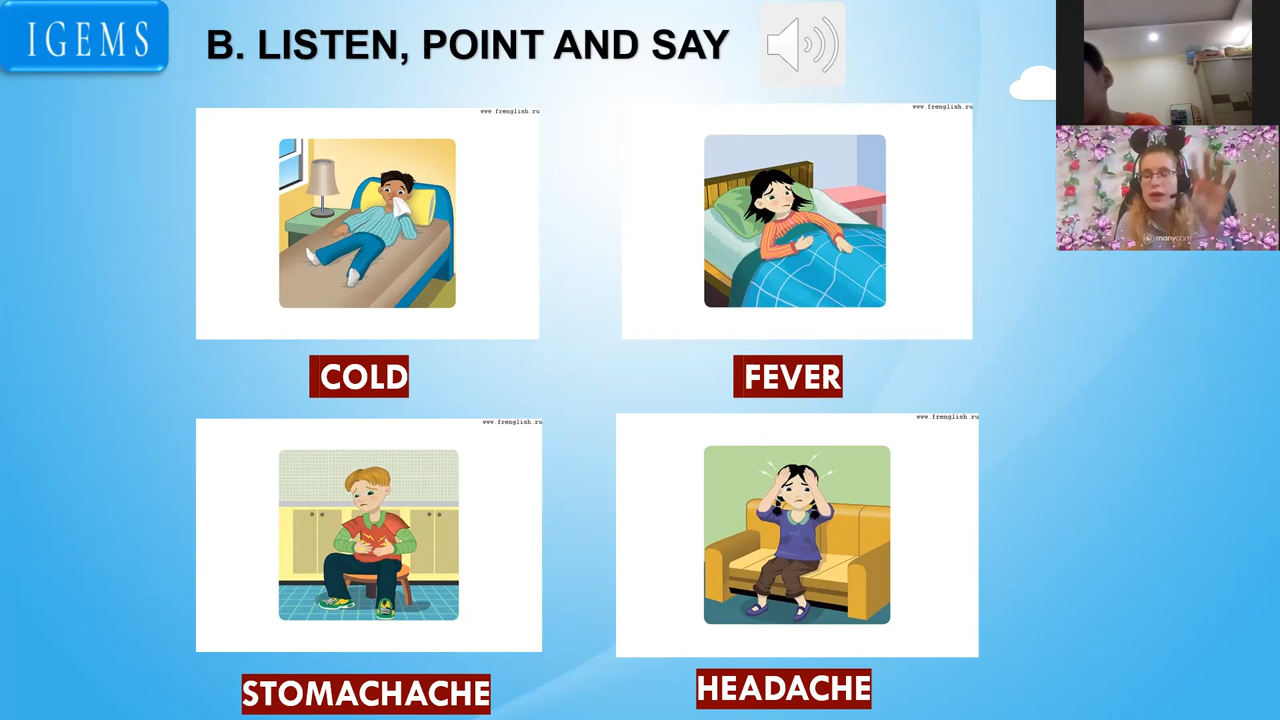 IGEMS
B. LISTEN, POINT AND SAY
www.frenglish.ru
www.frenglish.ru
COLD
FEVER
www.frenglish.ru
www.frenglish.ru
STOMACHACHE
HEADACHE
manycam